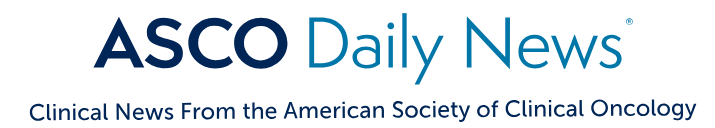 ASCO Daily News®
Clinical News From the American Society of Clinical Oncology